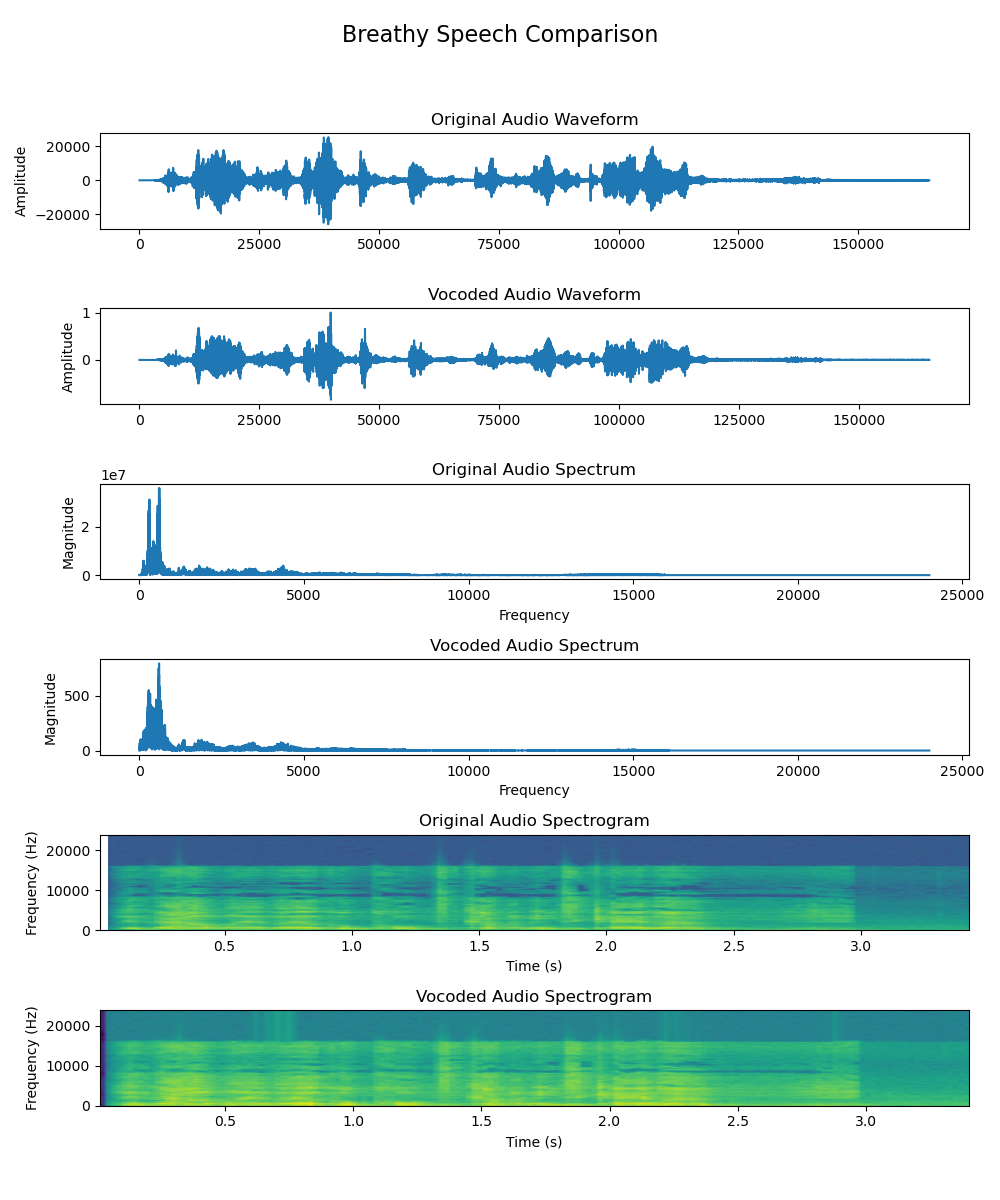 Breathy Speech Comparison
Original Audio Waveform
Amplitude
20000
0
−20000
0 25000 50000 75000 100000 125000 150000
Vocoded Audio Waveform
Amplitude
1
0
0 25000 50000 75000 100000 125000 150000
Original Audio Spectrum
1e7
Magnitude
2
0
0 5000 10000 15000 20000 25000
Frequency
Vocoded Audio Spectrum
Magnitude
500
0
0 5000 10000 15000 20000 25000
Frequency
Original Audio Spectrogram
Frequency (Hz)
20000
10000
0
0.5 1.0 1.5 2.0 2.5 3.0
Time (s)
Vocoded Audio Spectrogram
Frequency (Hz)
20000
10000
0
0.5 1.0 1.5 2.0 2.5 3.0
Time (s)